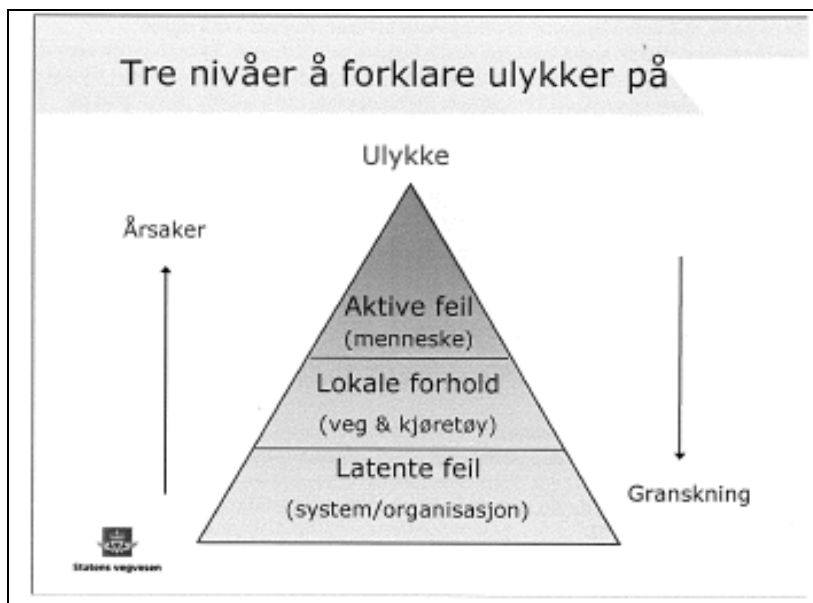 Tre nivåer å forklare ulykker på
Ulykke
Årsaker
Aktive feil
(menneske)
Lokale forhold
(veg & kjøretøy)
Latente feil
(system/organisasjon)
Granskning
Statens vegvesen